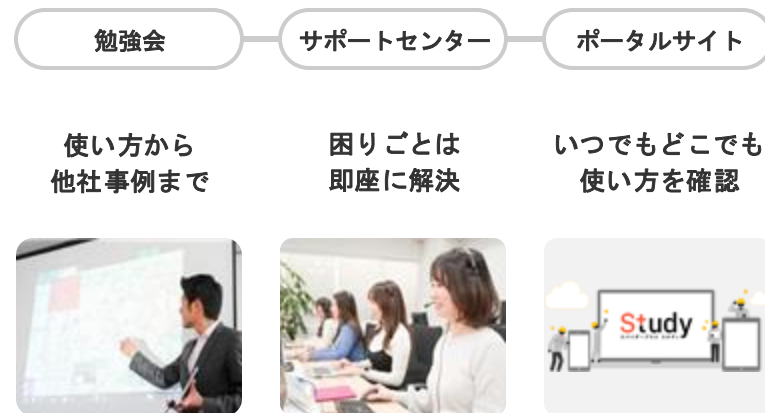 勉強会
サポートセンター
ポータルサイト
使い方から
他社事例まで
困りごとは
即座に解決
いつでもどこでも
使い方を確認
Study